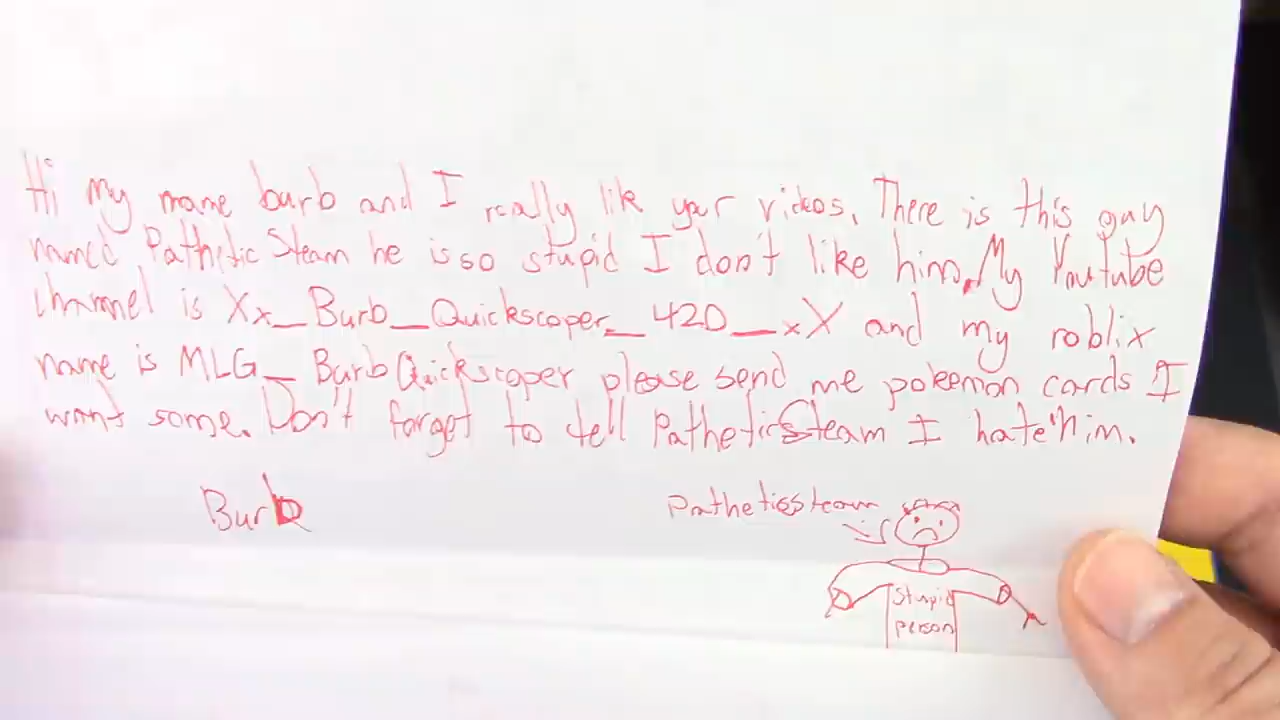 Hi my mame burb and I really like your videos. There is this guy
named Pathetic Steam he is so stupid I don't like him. My Youtube
channel is Xx_Burb_Quickscoper_420_xX and my roblix
name is MLG_BurbQuickscoper please send me pokemon cards I
want some. Don't forget to tell PatheticSteam I hate him.
Burb
Patheticsteam
Stupid
person